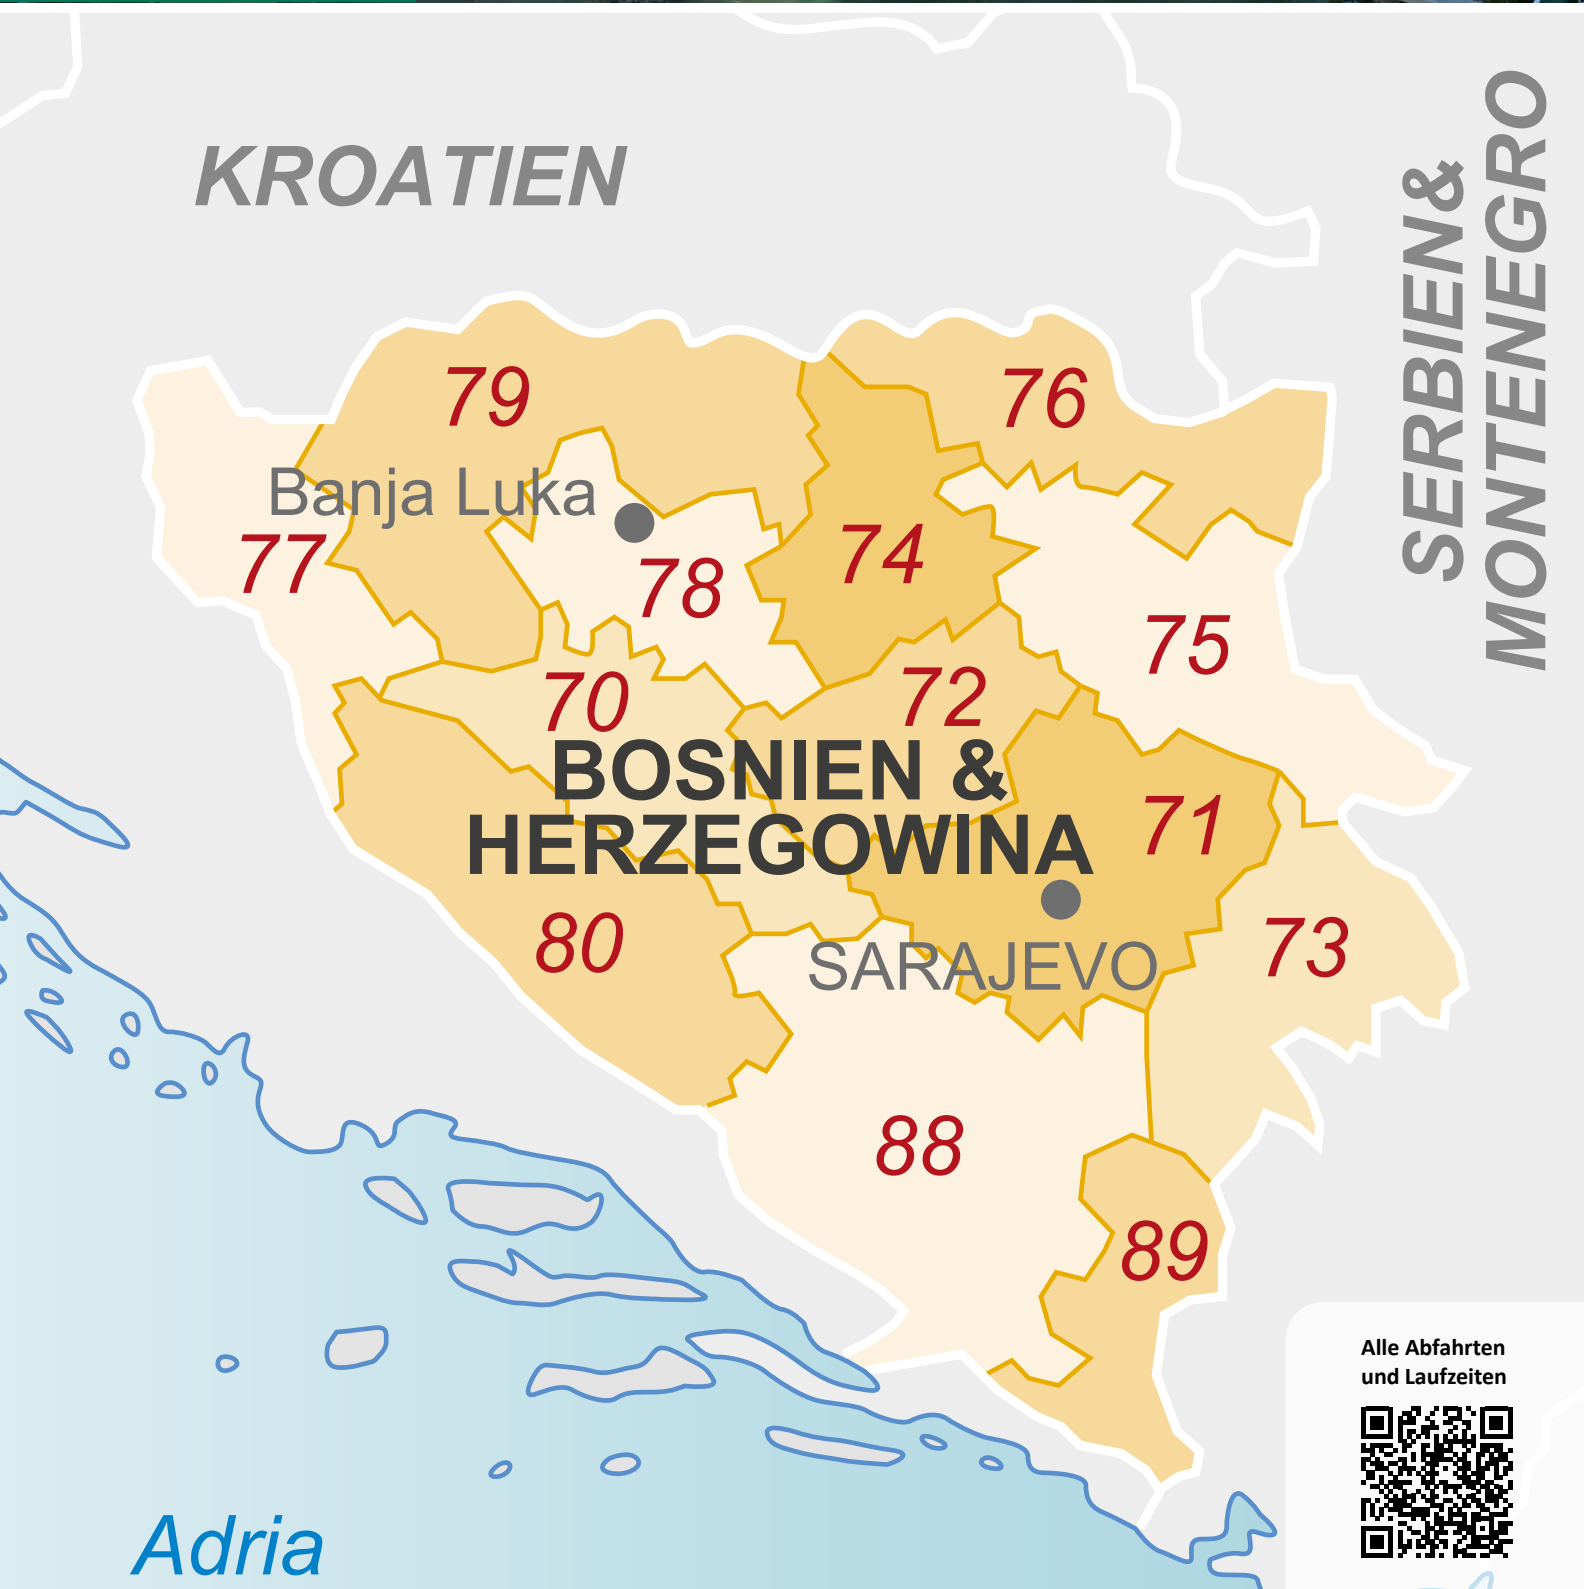 KROATIEN
SERBIEN &
MONTENEGRO
79
76
Banja Luka
77
78
74
75
70
72
BOSNIEN &
HERZEGOWINA
71
80
SARAJEVO
73
88
89
Alle Abfahrten
und Laufzeiten
Adria